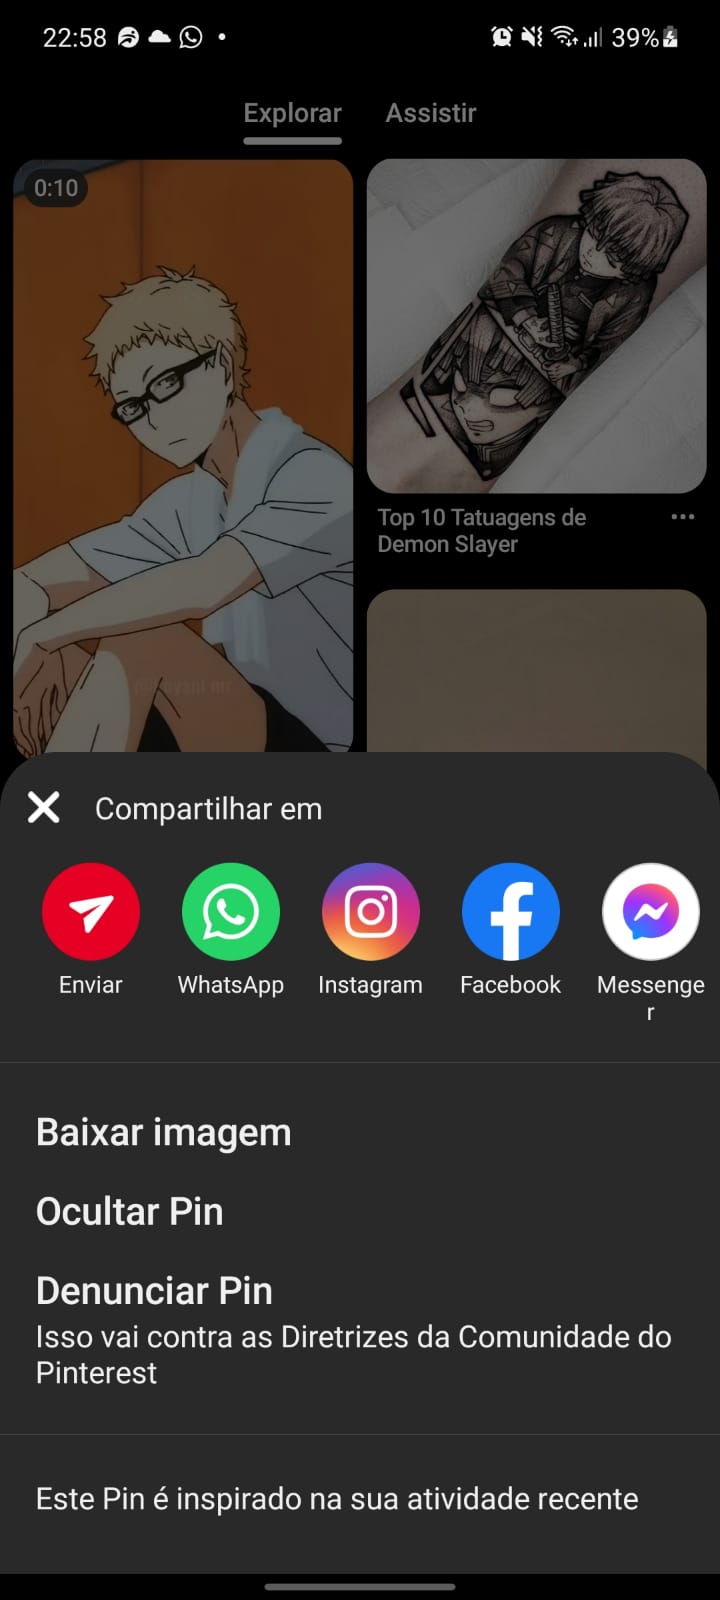 22:58
39%
Explorar
Assistir
0:10
Top 10 Tatuagens de
Demon Slayer
Compartilhar em
Enviar
WhatsApp
Instagram
Facebook
Messenge
r
Baixar imagem
Ocultar Pin
Denunciar Pin
Isso vai contra as Diretrizes da Comunidade do
Pinterest
Este Pin é inspirado na sua atividade recente